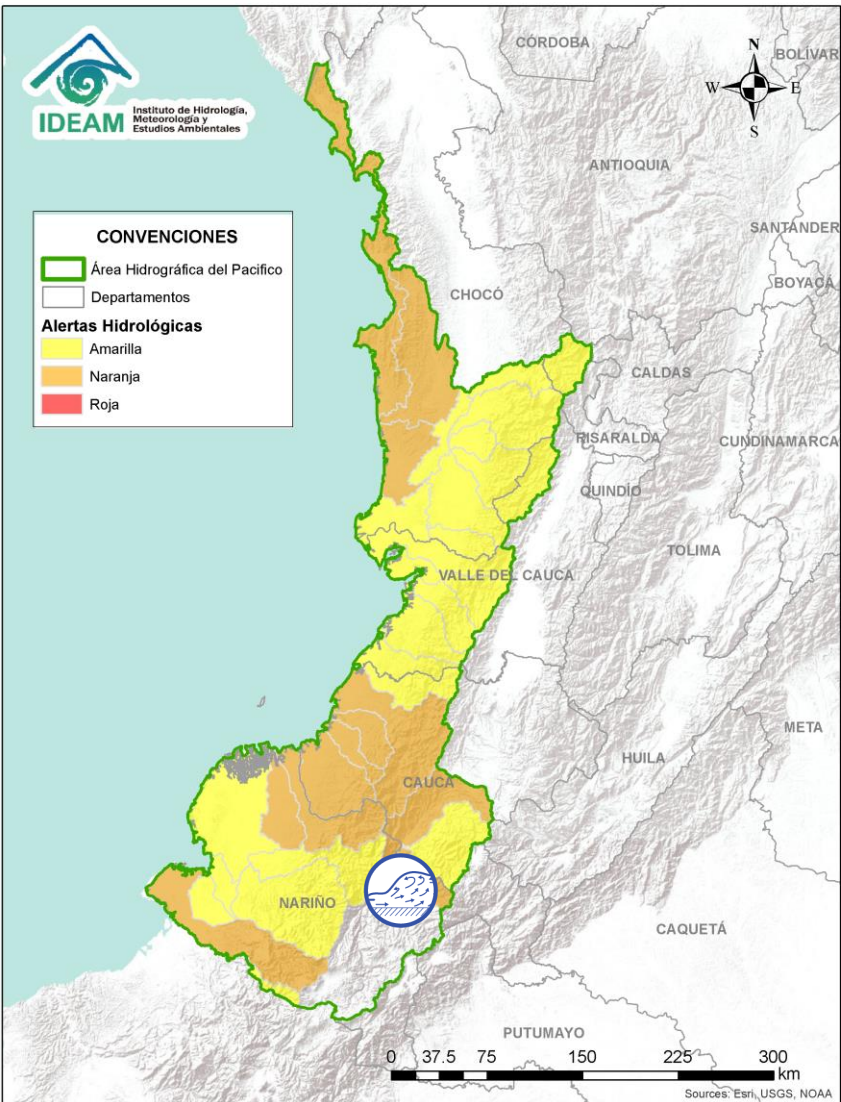 IDEAM
Instituto de Hidrología,
Meteorología y
Estudios Ambientales
CÓRDOBA
BOLIVAR
N
W
E
S
ANTIOQUIA
SANTANDER
BOYACÁ
CONVENCIONES
Área Hidrográfica del Pacifico
Departamentos
Alertas Hidrológicas
Amarilla
Naranja
Roja
CHOCÓ
CALDAS
RISARALDA
CUNDINAMARCA
QUINDÍO
TOLIMA
VALLE DEL CAUCA
META
HUILA
CAUCA
NARIÑO
CAQUETÁ
PUTUMAYO
0 37.5 75 150 225 300
km
Sources: Esri, USGS, NOAA